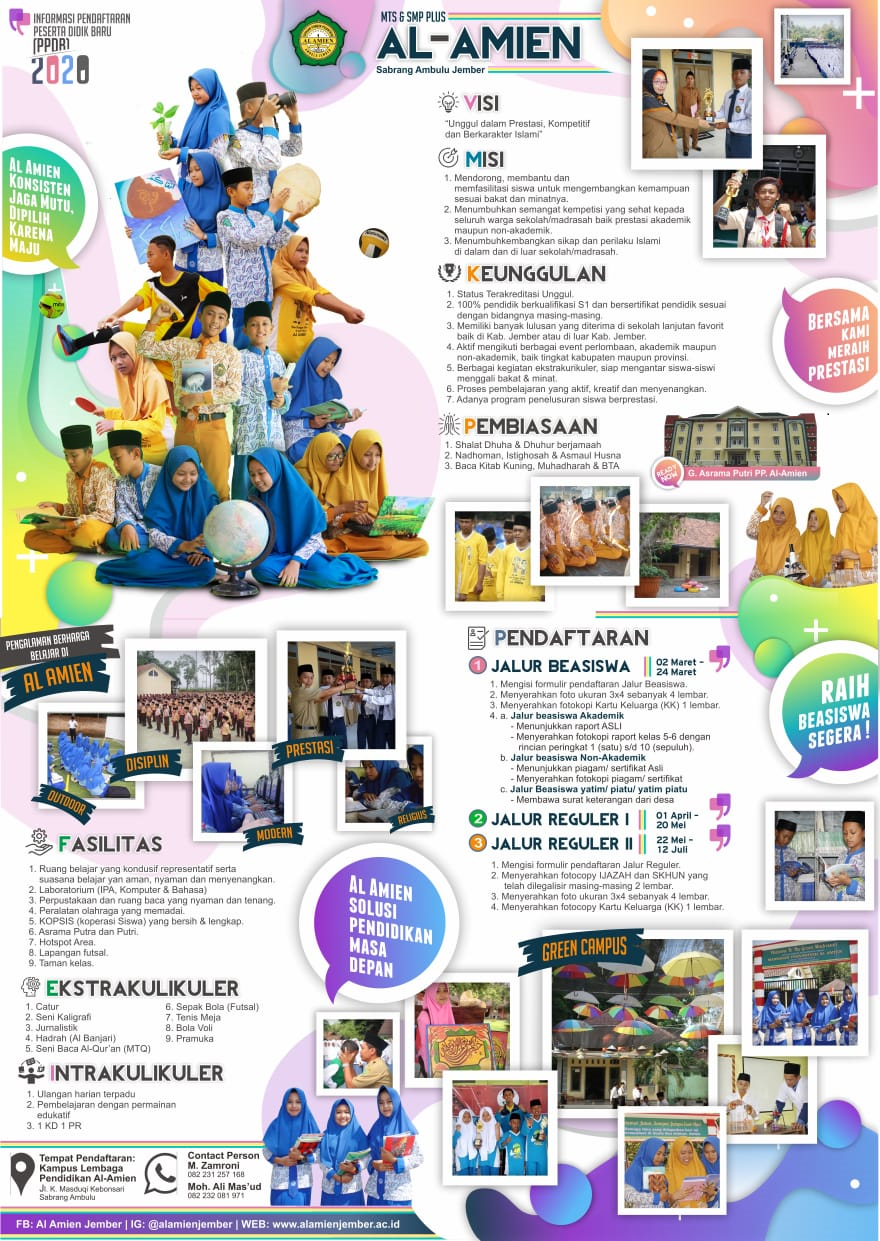 INFORMASI PENDAFTARAN
PESERTA DIDIK BARU
(PPDB)
2020
MTS & SMP PLUS
AL-AMIEN
Sabrang Ambulu Jember
AL AMIEN
KONSISTEN
JAGA MUTU,
DIPILIH
KARENA
MAJU
VISI
“Unggul dalam Prestasi, Kompetitif
dan Berkarakter Islami”
MISI
1. Mendorong, membantu dan
memfasilitasi siswa untuk mengembangkan kemampuan
sesuai bakat dan minatnya.
2. Menumbuhkan semangat kempetisi yang sehat kepada
seluruh warga sekolah/madrasah baik prestasi akademik
maupun non-akademik.
3. Menumbuhkembangkan sikap dan perilaku Islami
di dalam dan di luar sekolah/madrasah.
KEUNGGULAN
1. Status Terakreditasi Unggul.
2. 100% pendidik berkualifikasi S1 dan bersertifikat pendidik sesuai
dengan bidangnya masing-masing.
3. Memiliki banyak lulusan yang diterima di sekolah lanjutan favorit
baik di Kab. Jember atau di luar Kab. Jember.
4. Aktif mengikuti berbagai event perlombaan, akademik maupun
non-akademik, baik tingkat kabupaten maupun provinsi.
5. Berbagai kegiatan ekstrakurikuler, siap mengantar siswa-siswi
menggali bakat & minat.
6. Proses pembelajaran yang aktif, kreatif dan menyenangkan.
7. Adanya program penelusuran siswa berprestasi.
BERSAMA
KAMI
MERAIH
PRESTASI
PEMBIASAAN
1. Shalat Dhuha & Dhuhur berjamaah
2. Nadhoman, Istighosah & Asmaul Husna
3. Baca Kitab Kuning, Muhadharah & BTA
READY
NOW
G. Asrama Putri PP. Al-Amien
PENGALAMAN BERHARGA
BELAJAR DI
AL AMIEN
OUTDOOR
DISIPLIN
MODERN
PRESTASI
RELIGIUS
PENDAFTARAN
1 JALUR BEASISWA
02 Maret -
24 Maret
1. Mengisi formulir pendaftaran Jalur Beasiswa.
2. Menyerahkan foto ukuran 3x4 sebanyak 4 lembar.
3. Menyerahkan fotokopi Kartu Keluarga (KK) 1 lembar.
4. a. Jalur beasiswa Akademik
- Menunjukkan raport ASLI
- Menyerahkan fotokopi raport kelas 5-6 dengan
rincian peringkat 1 (satu) s/d 10 (sepuluh).
b. Jalur beasiswa Non-Akademik
- Menunjukkan piagam/ sertifikat Asli
- Menyerahkan fotokopi piagam/ sertifikat
c. Jalur Beasiswa yatim/ piatu/ yatim piatu
- Membawa surat keterangan dari desa
RAIH
BEASISWA
SEGERA !
2 JALUR REGULER I
01 April -
20 Mei
3 JALUR REGULER II
22 Mei -
12 Juli
1. Mengisi formulir pendaftaran Jalur Reguler.
2. Menyerahkan fotocopy IJAZAH dan SKHUN yang
telah dilegalisir masing-masing 2 lembar.
3. Menyerahkan foto ukuran 3x4 sebanyak 4 lembar.
4. Menyerahkan fotocopy Kartu Keluarga (KK) 1 lembar.
FASILITAS
1. Ruang belajar yang kondusif representatif serta
suasana belajar yan aman, nyaman dan menyenangkan.
2. Laboratorium (IPA, Komputer & Bahasa)
3. Perpustakaan dan ruang baca yang nyaman dan tenang.
4. Peralatan olahraga yang memadai.
5. KOPSIS (koperasi Siswa) yang bersih & lengkap.
6. Asrama Putra dan Putri.
7. Hotspot Area.
8. Lapangan futsal.
9. Taman kelas.
AL AMIEN
SOLUSI
PENDIDIKAN
MASA
DEPAN
GREEN CAMPUS
EKSTRAKULIKULER
1. Catur
2. Seni Kaligrafi
3. Jurnalistik
4. Hadrah (Al Banjari)
5. Seni Baca Al-Qur'an (MTQ)
6. Sepak Bola (Futsal)
7. Tenis Meja
8. Bola Voli
9. Pramuka
INTRAKULIKULER
1. Ulangan harian terpadu
2. Pembelajaran dengan permainan
edukatif
3. 1 KD 1 PR
Tempat Pendaftaran:
Kampus Lembaga
Pendidikan Al-Amien
Jl. K. Masduqi Kebonsari
Sabrang Ambulu
Contact Person
M. Zamroni
082 231 257 168
Moh. Ali Mas'ud
082 232 081 971
FB: Al Amien Jember | IG: @alamienjember | WEB: www.alamienjember.ac.id